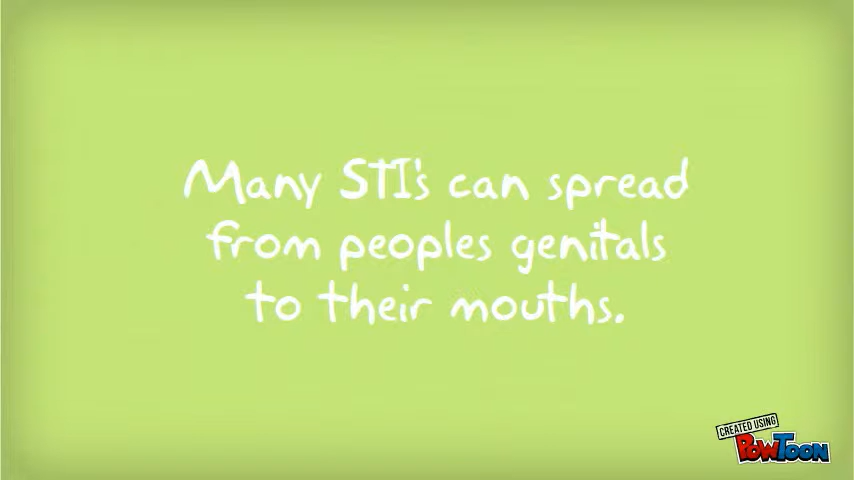 Many STI's can spread
from peoples genitals
to their mouths.
CREATED USING
POWTOON